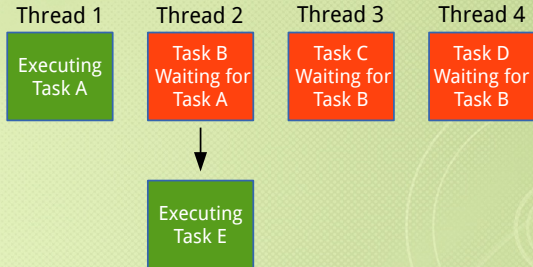 Thread 1
Thread 2
Thread 3
Thread 4
Executing
Task A
Task B
Waiting for
Task A
Task C
Waiting for
Task B
Task D
Waiting for
Task B
Executing
Task E